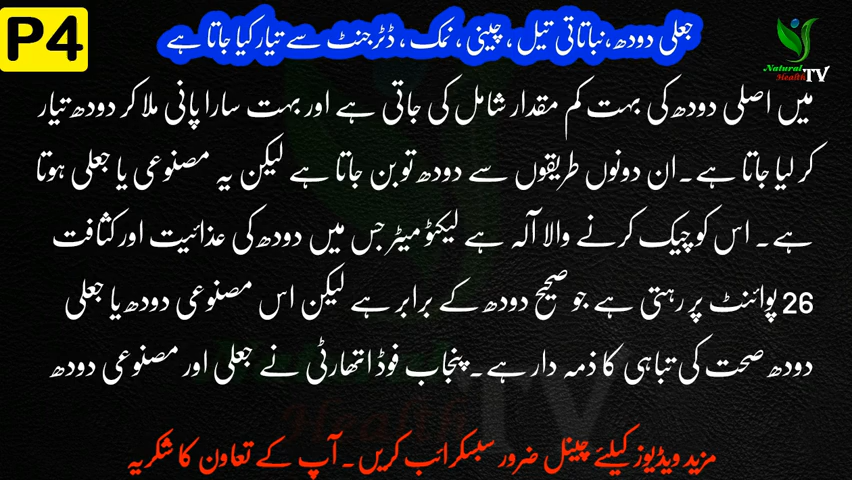 P4
جعلی دودھ،نباتاتی تیل ، چینی ، نمک ، ڈٹرجنٹ سے تیار کیا جاتا ہے
Natural
Health TV
میں اصلی دودھ کی بہت کم مقدار شامل کی جاتی ہے اور بہت سارا پانی ملا کر دودھ تیار
کر لیا جاتا ہے۔ ان دونوں طریقوں سے دودھ تو بن جاتا ہے لیکن یہ مصنوعی یا جعلی ہوتا
ہے۔ اس کو چیک کرنے والا آلہ ہے لیکٹو میٹر جس میں دودھ کی غذائیت اور کثافت
26 پوائنٹ پر رہتی ہے جو صحیح دودھ کے برابر ہے لیکن اس مصنوعی دودھ یا جعلی
دودھ صحت کی تباہی کا ذمہ دار ہے۔ پنجاب فوڈ اتھارٹی نے جعلی اور مصنوعی دودھ
مزید ویڈیوز کیلئے چینل ضرور سبسکرائب کریں۔ آپ کے تعاون کا شکریہ